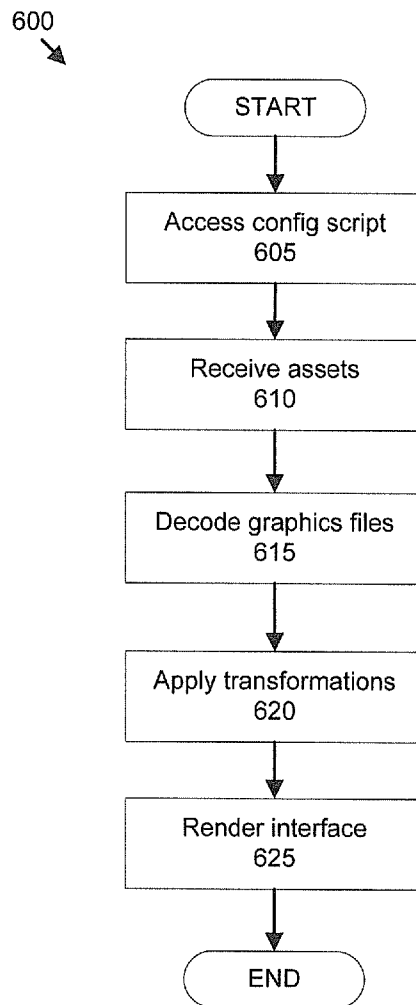 600
START
Access config script
605
Receive assets
610
Decode graphics files
615
Apply transformations
620
Render interface
625
END